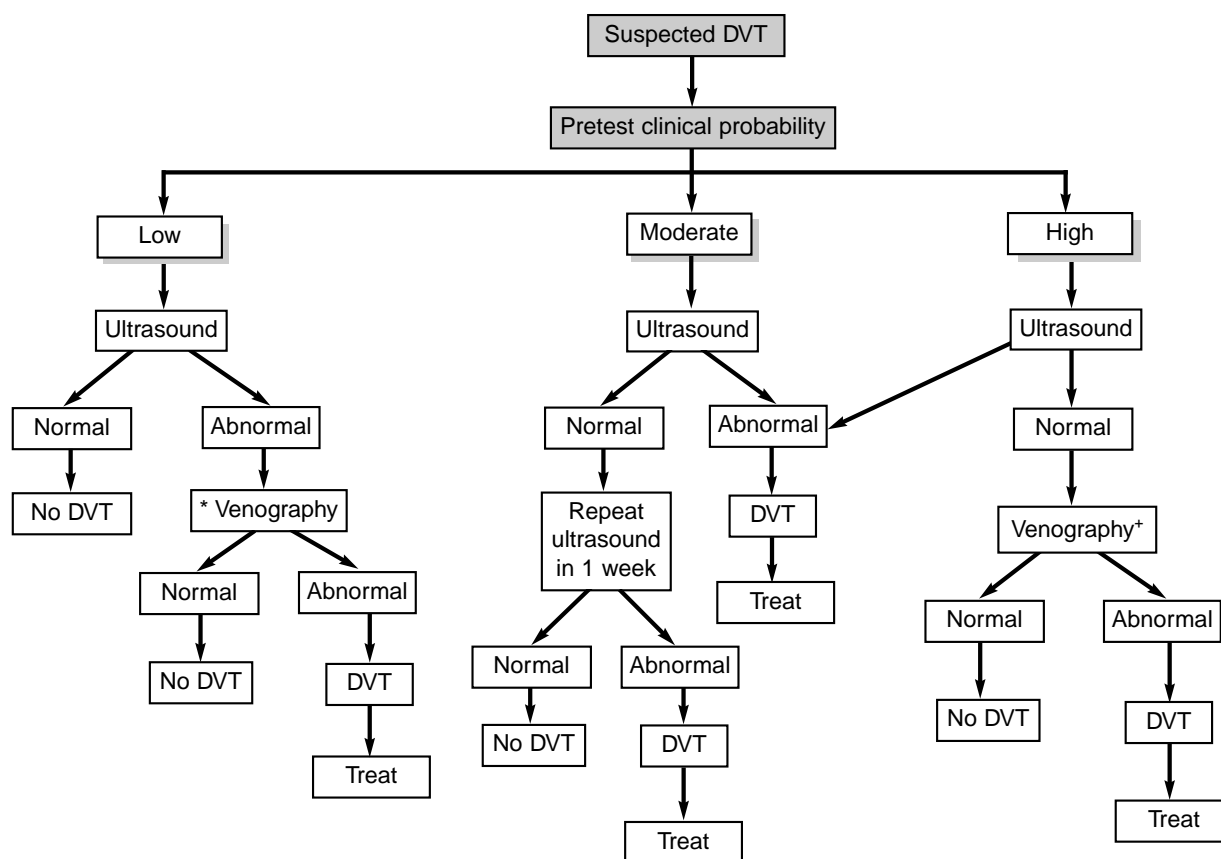 Suspected DVT
Pretest clinical probability
Low
Moderate
High
Ultrasound
Ultrasound
Ultrasound
Normal
Abnormal
Normal
Abnormal
Normal
No DVT
* Venography
Repeat
ultrasound
in 1 week
DVT
Venography+
Normal
Abnormal
Treat
Normal
Abnormal
No DVT
DVT
Normal
Abnormal
No DVT
DVT
Treat
No DVT
DVT
Treat
Treat